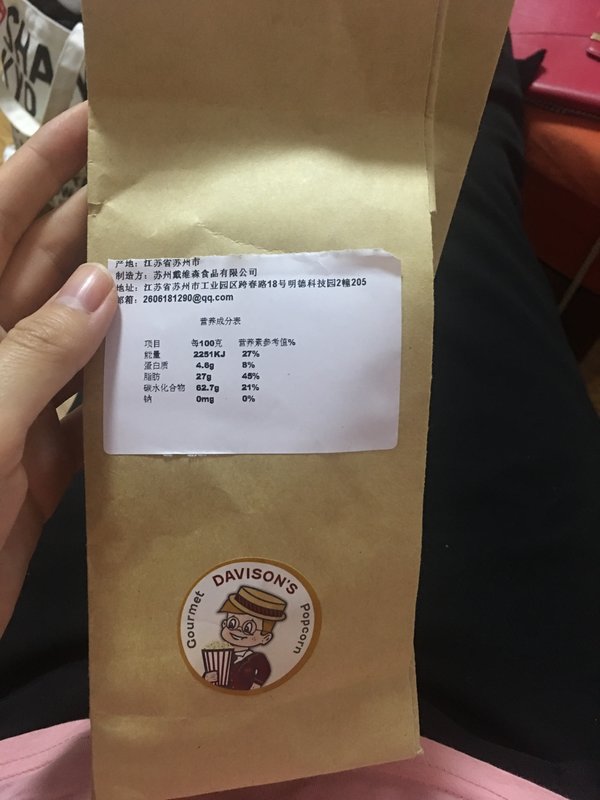 产地：江苏省苏州市
制造方：苏州戴维森食品有限公司
地址：江苏省苏州市工业园区跨春路18号明德科技园2幢205
邮箱：2606181290@qq.com
营养成分表
项目 每100克 营养素参考值%
能量 2251KJ 27%
蛋白质 4.8g 8%
脂肪 27g 45%
碳水化合物 62.7g 21%
钠 0mg 0%
Gourmet DAVISON'S Popcorn